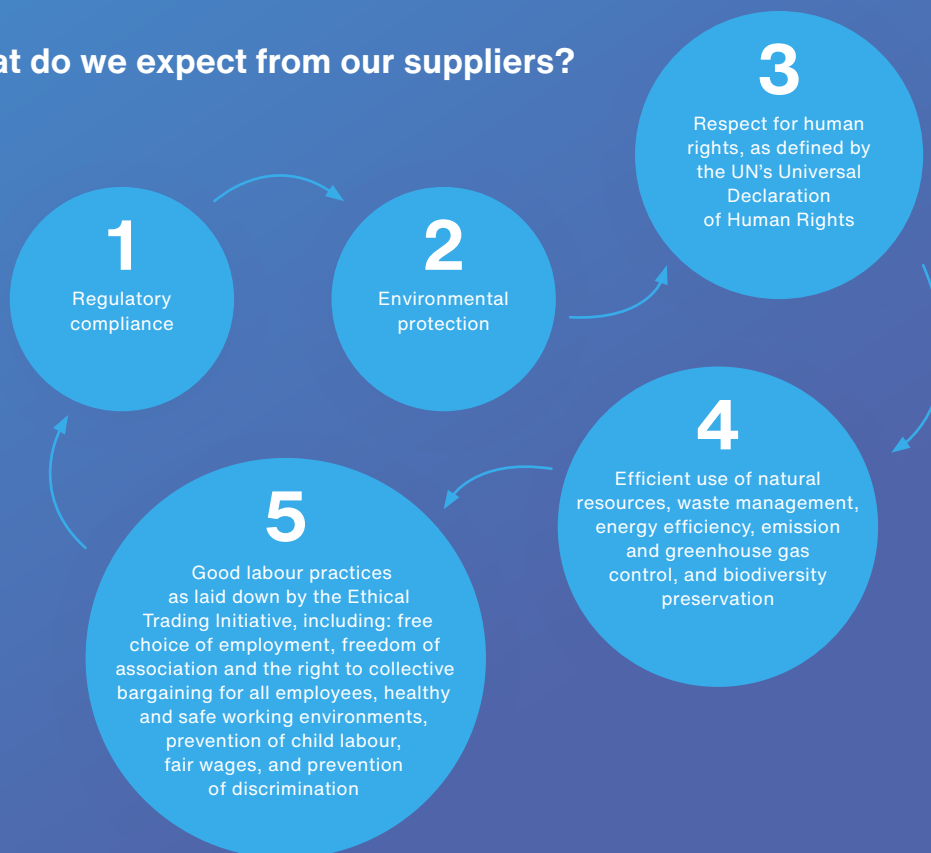 at do we expect from our suppliers?
1
Regulatory
compliance
2
Environmental
protection
3
Respect for human
rights, as defined by
the UN's Universal
Declaration
of Human Rights
4
Efficient use of natural
resources, waste management,
energy efficiency, emission
and greenhouse gas
control, and biodiversity
preservation
5
Good labour practices
as laid down by the Ethical
Trading Initiative, including: free
choice of employment, freedom of
association and the right to collective
bargaining for all employees, healthy
and safe working environments,
prevention of child labour,
fair wages, and prevention
of discrimination